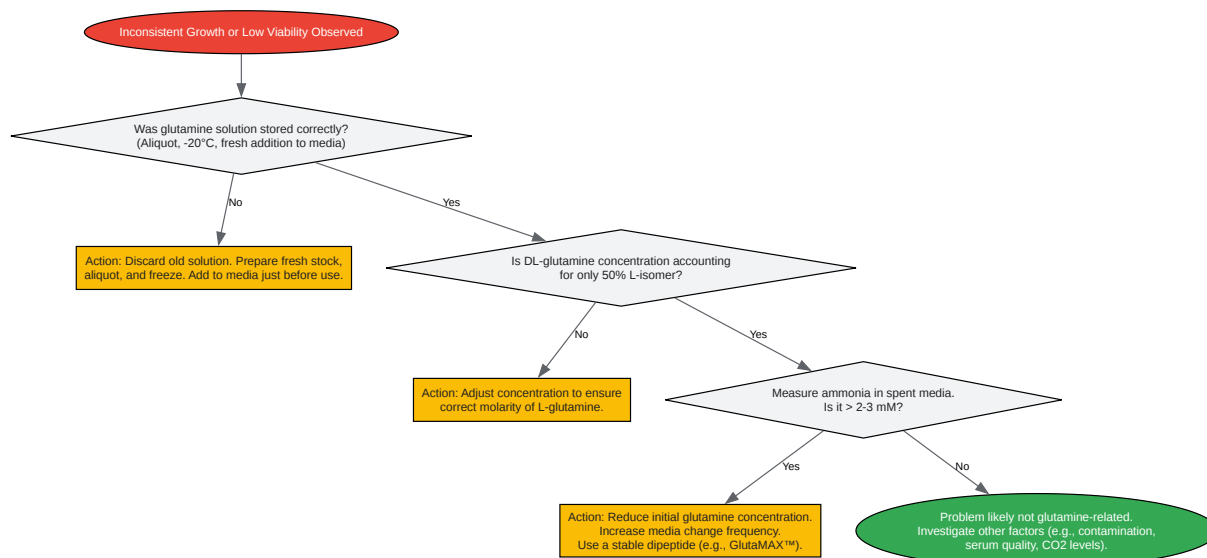 Inconsistent Growth or Low Viability Observed
Was glutamine solution stored correctly?
(Aliquot, -20°C, fresh addition to media)
No
Yes
Action: Discard old solution. Prepare fresh stock,
aliquot, and freeze. Add to media just before use.
Is DL-glutamine concentration accounting
for only 50% L-isomer?
No
Yes
Action: Adjust concentration to ensure
correct molarity of L-glutamine.
Measure ammonia in spent media.
Is it > 2-3 mM?
Yes
No
Action: Reduce initial glutamine concentration.
Increase media change frequency.
Use a stable dipeptide (e.g., GlutaMAX™).
Problem likely not glutamine-related.
Investigate other factors (e.g., contamination,
serum quality, CO2 levels).